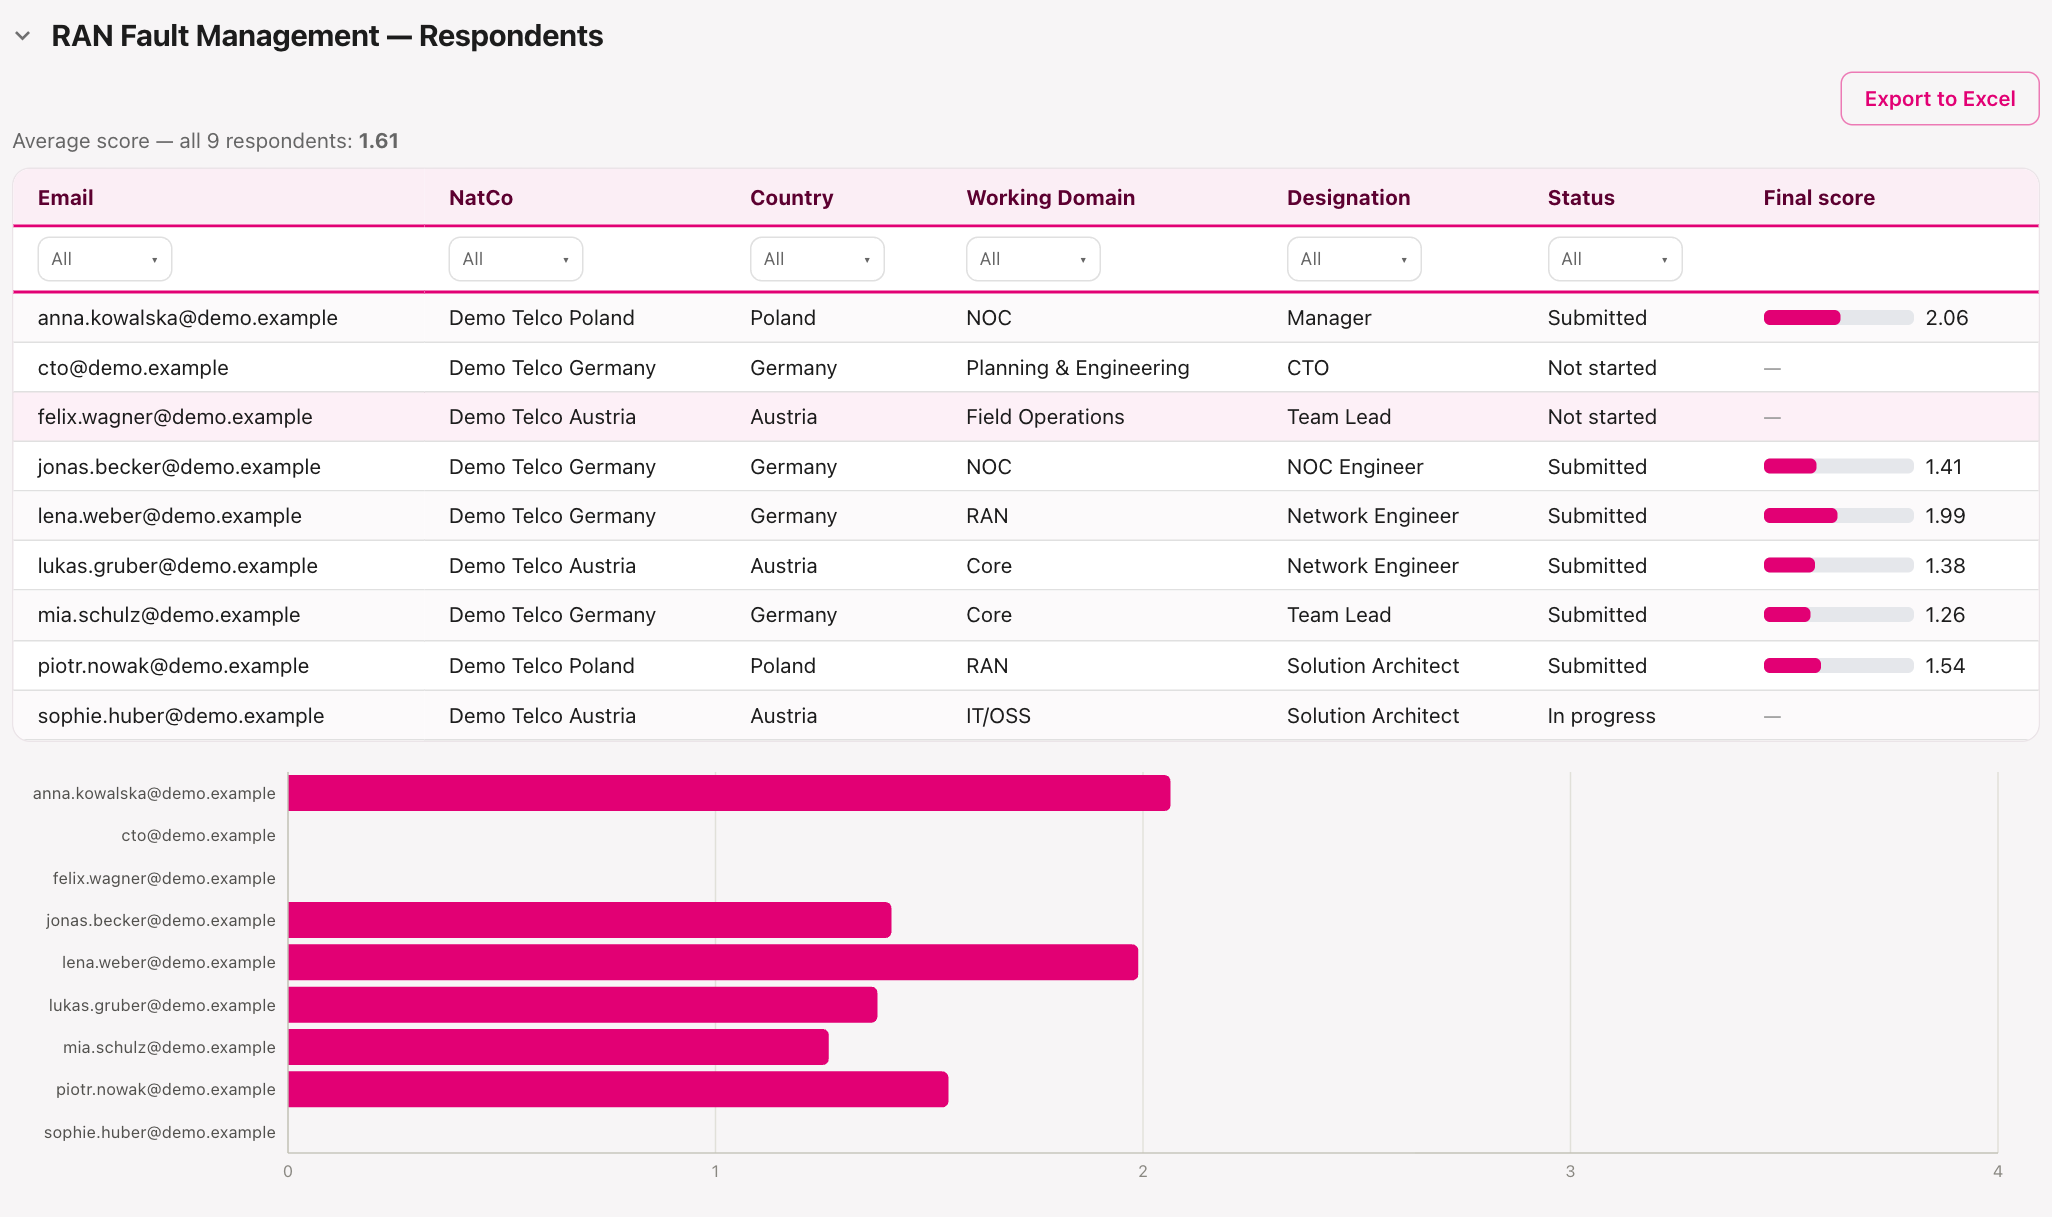 RAN Fault Management — Respondents
Export to Excel
Average score — all 9 respondents: 1.61
Email NatCo Country Working Domain Designation Status Final score
All All All All All All
anna.kowalska@demo.example Demo Telco Poland Poland NOC Manager Submitted 2.06
cto@demo.example Demo Telco Germany Germany Planning & Engineering CTO Not started —
felix.wagner@demo.example Demo Telco Austria Austria Field Operations Team Lead Not started —
jonas.becker@demo.example Demo Telco Germany Germany NOC NOC Engineer Submitted 1.41
lena.weber@demo.example Demo Telco Germany Germany RAN Network Engineer Submitted 1.99
lukas.gruber@demo.example Demo Telco Austria Austria Core Network Engineer Submitted 1.38
mia.schulz@demo.example Demo Telco Germany Germany Core Team Lead Submitted 1.26
piotr.nowak@demo.example Demo Telco Poland Poland RAN Solution Architect Submitted 1.54
sophie.huber@demo.example Demo Telco Austria Austria IT/OSS Solution Architect In progress —
anna.kowalska@demo.example
cto@demo.example
felix.wagner@demo.example
jonas.becker@demo.example
lena.weber@demo.example
lukas.gruber@demo.example
mia.schulz@demo.example
piotr.nowak@demo.example
sophie.huber@demo.example
0 1 2 3 4